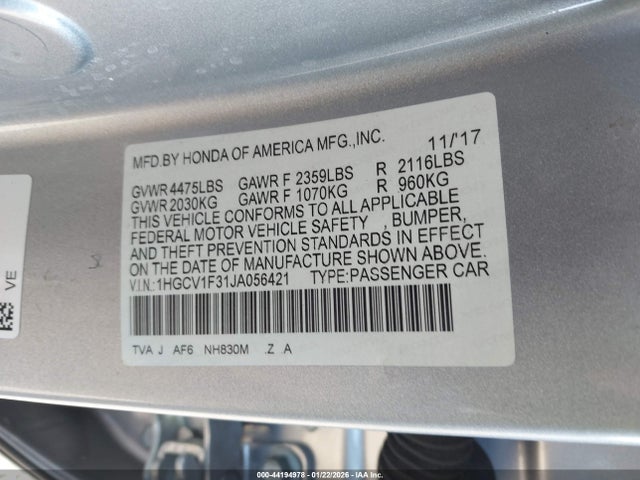 MFD.BY HONDA OF AMERICA MFG.,INC. 11/'17
GVWR 4475LBS GAWR F 2359LBS R 2116LBS
GVWR 2030KG GAWR F 1070KG R 960KG
THIS VEHICLE CONFORMS TO ALL APPLICABLE
FEDERAL MOTOR VEHICLE SAFETY , BUMPER,
AND THEFT PREVENTION STANDARDS IN EFFECT
ON THE DATE OF MANUFACTURE SHOWN ABOVE.
V.I.N.:1HGCV1F31JA056421 TYPE:PASSENGER CAR
TVA J AF6 NH830M .Z A
VE
000-44194978 - 01/22/2026 - IAA Inc.